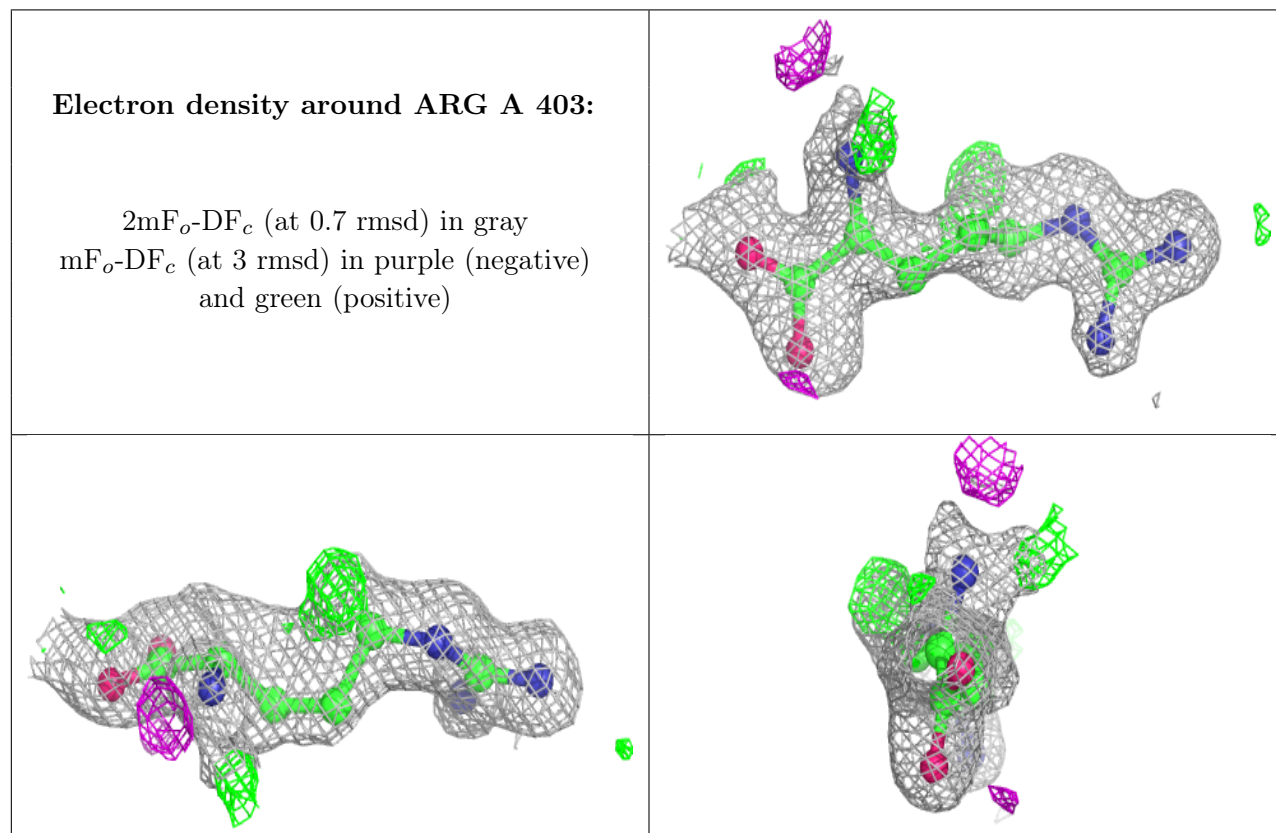 Electron density around ARG A 403:
2mFo-DFc (at 0.7 rmsd) in gray
mFo-DFc (at 3 rmsd) in purple (negative)
and green (positive)